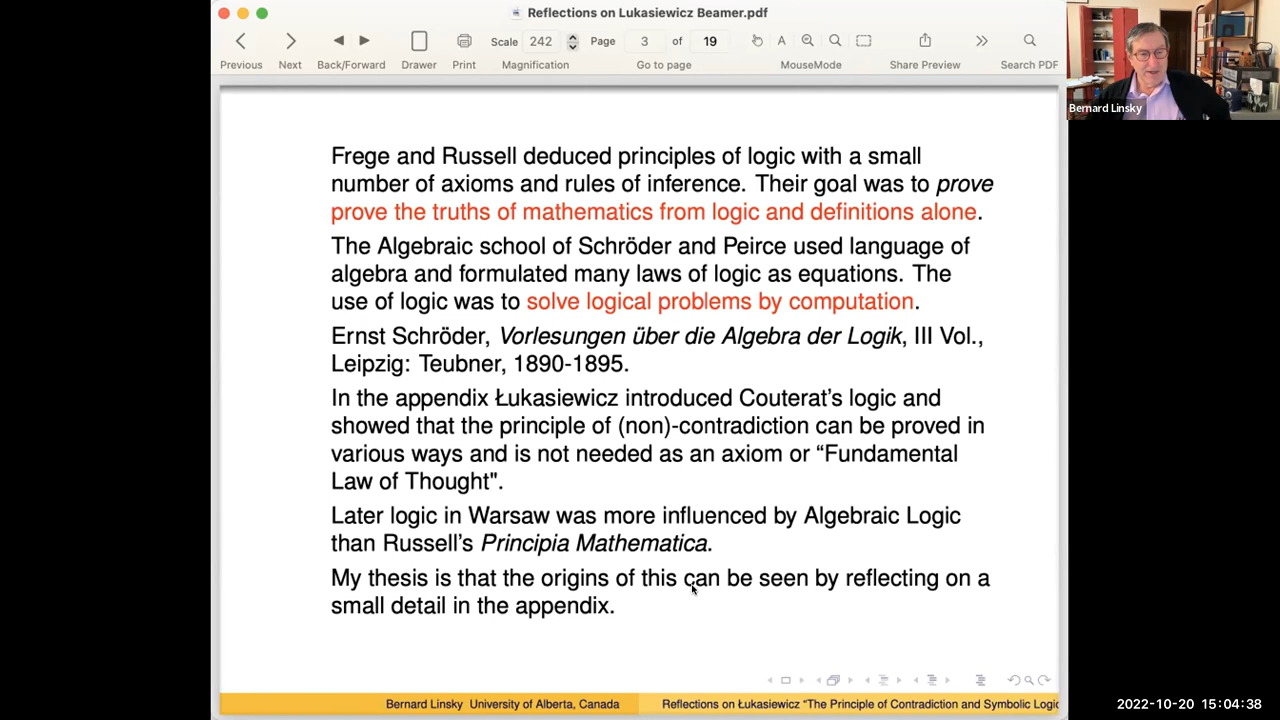 Reflections on Lukasiewicz Beamer.pdf
Scale 242 Page 3 of 19 A
Previous Next Back/Forward Drawer Print Magnification Go to page MouseMode Share Preview Search PDF
Bernard Linsky
Frege and Russell deduced principles of logic with a small
number of axioms and rules of inference. Their goal was to prove
prove the truths of mathematics from logic and definitions alone.
The Algebraic school of Schröder and Peirce used language of
algebra and formulated many laws of logic as equations. The
use of logic was to solve logical problems by computation.
Ernst Schröder, Vorlesungen über die Algebra der Logik, III Vol.,
Leipzig: Teubner, 1890-1895.
In the appendix Łukasiewicz introduced Couterat’s logic and
showed that the principle of (non)-contradiction can be proved in
various ways and is not needed as an axiom or “Fundamental
Law of Thought".
Later logic in Warsaw was more influenced by Algebraic Logic
than Russell’s Principia Mathematica.
My thesis is that the origins of this can be seen by reflecting on a
small detail in the appendix.
Bernard Linsky University of Alberta, Canada Reflections on Łukasiewicz “The Principle of Contradiction and Symbolic Logic
2022-10-20 15:04:38